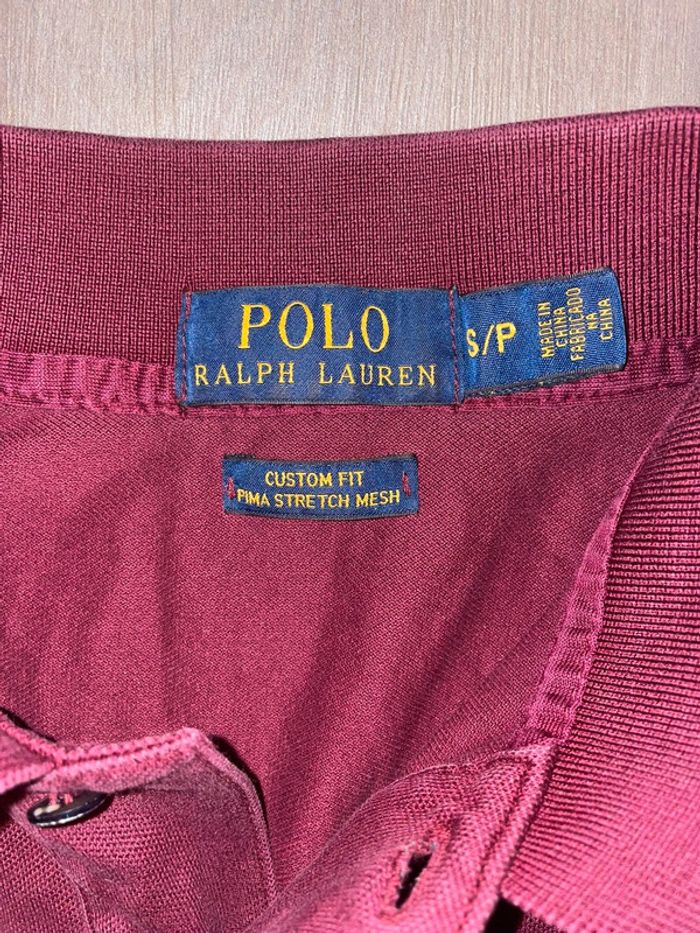 POLO
RALPH LAUREN
S/P
MADE IN
CHINA
FABRICADO
NA
CHINA
CUSTOM FIT
PIMA STRETCH MESH